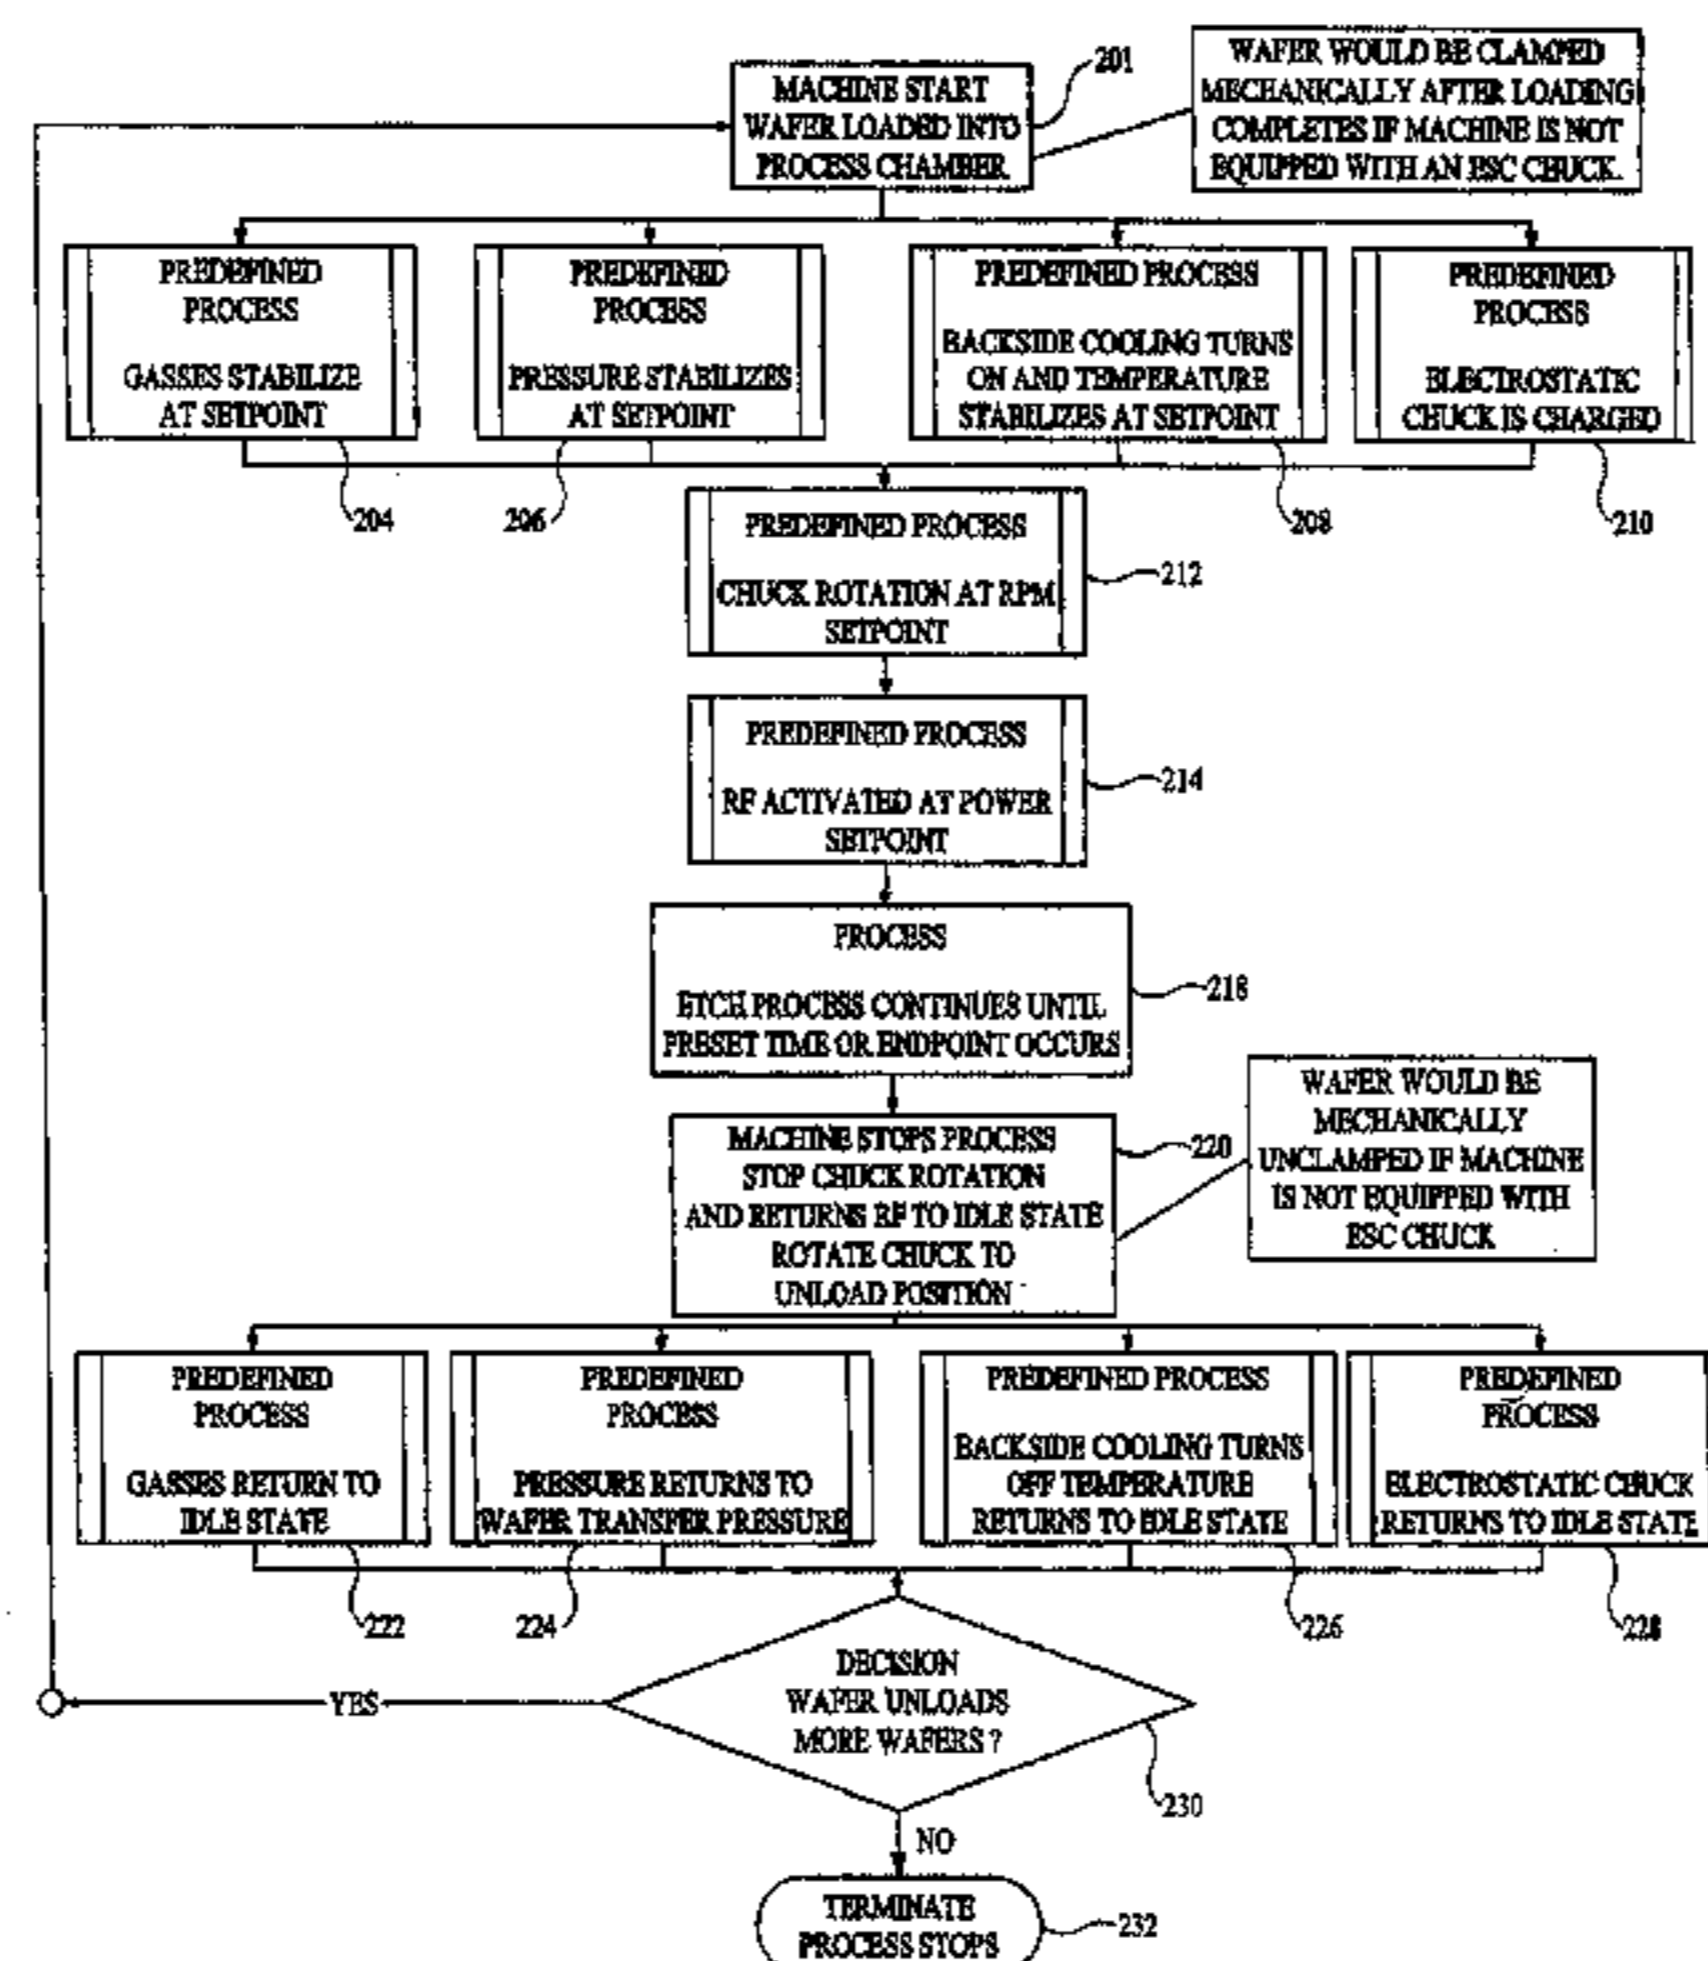 MACHINE START
WAFER LOADED INTO
PROCESS CHAMBER
201
WAFER WOULD BE CLAMPED
MECHANICALLY AFTER LOADING
COMPLETES IF MACHINE IS NOT
EQUIPPED WITH AN ESC CHUCK.
PREDEFINED
PROCESS
GASSES STABILIZE
AT SETPOINT
204
PREDEFINED
PROCESS
PRESSURE STABILIZES
AT SETPOINT
206
PREDEFINED PROCESS
BACKSIDE COOLING TURNS
ON AND TEMPERATURE
STABILIZES AT SETPOINT
208
PREDEFINED
PROCESS
ELECTROSTATIC
CHUCK IS CHARGED
210
PREDEFINED PROCESS
CHUCK ROTATION AT RPM
SETPOINT
212
PREDEFINED PROCESS
RF ACTIVATED AT POWER
SETPOINT
214
PROCESS
ETCH PROCESS CONTINUES UNTIL
PRESET TIME OR ENDPOINT OCCURS
218
MACHINE STOPS PROCESS
STOP CHUCK ROTATION
AND RETURNS RF TO IDLE STATE
ROTATE CHUCK TO
UNLOAD POSITION
220
WAFER WOULD BE
MECHANICALLY
UNCLAMPED IF MACHINE
IS NOT EQUIPPED WITH
ESC CHUCK
PREDEFINED
PROCESS
GASSES RETURN TO
IDLE STATE
222
PREDEFINED
PROCESS
PRESSURE RETURNS TO
WAFER TRANSFER PRESSURE
224
PREDEFINED PROCESS
BACKSIDE COOLING TURNS
OFF TEMPERATURE
RETURNS TO IDLE STATE
226
PREDEFINED
PROCESS
ELECTROSTATIC CHUCK
RETURNS TO IDLE STATE
228
DECISION
WAFER UNLOADS
MORE WAFERS ?
230
YES
NO
TERMINATE
PROCESS STOPS
232